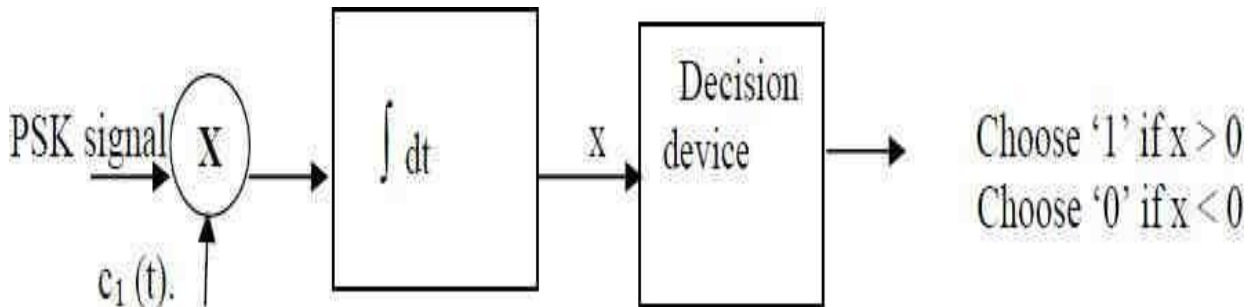 PSK signal
X
c₁ (t).
∫ dt
x
Decision
device
Choose ‘1’ if x > 0
Choose ‘0’ if x < 0